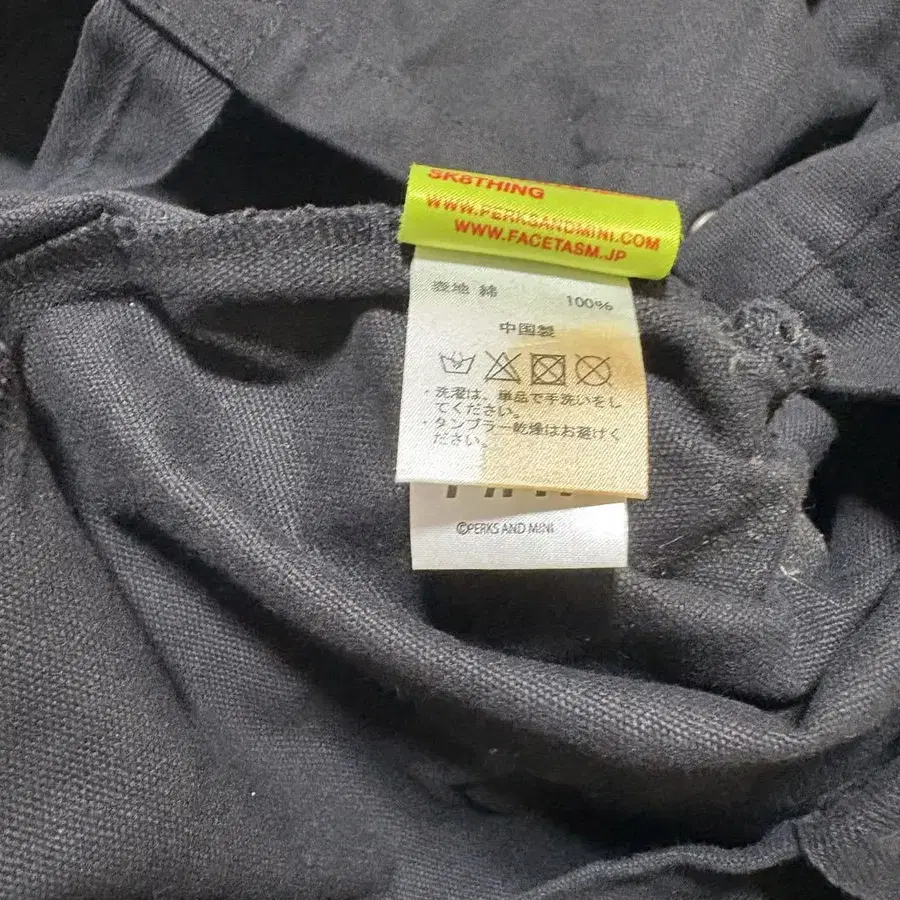 SK8THING
WWW.PERKSANDMINI.COM
WWW.FACETASM.JP
表地 綿 100%
中国製
・洗濯は、単品で手洗いをし
てください。
・タンブラー乾燥はお避けく
ださい。
©PERKS AND MINI